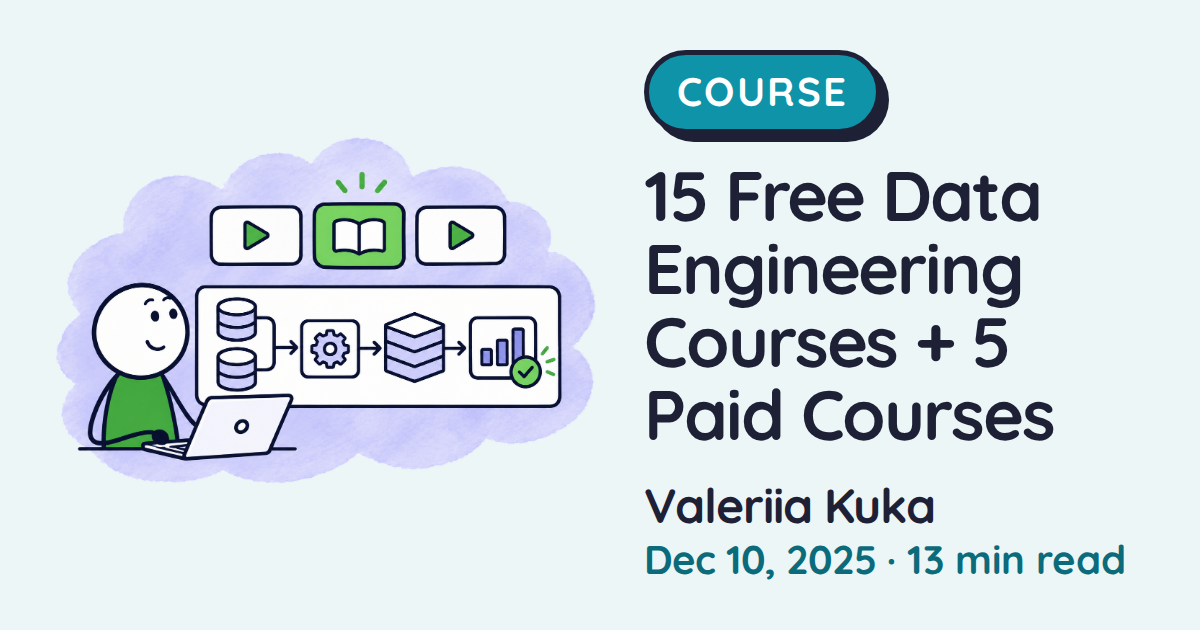 COURSE
15 Free Data
Engineering
Courses + 5
Paid Courses
Valeriia Kuka
Dec 10, 2025 · 13 min read